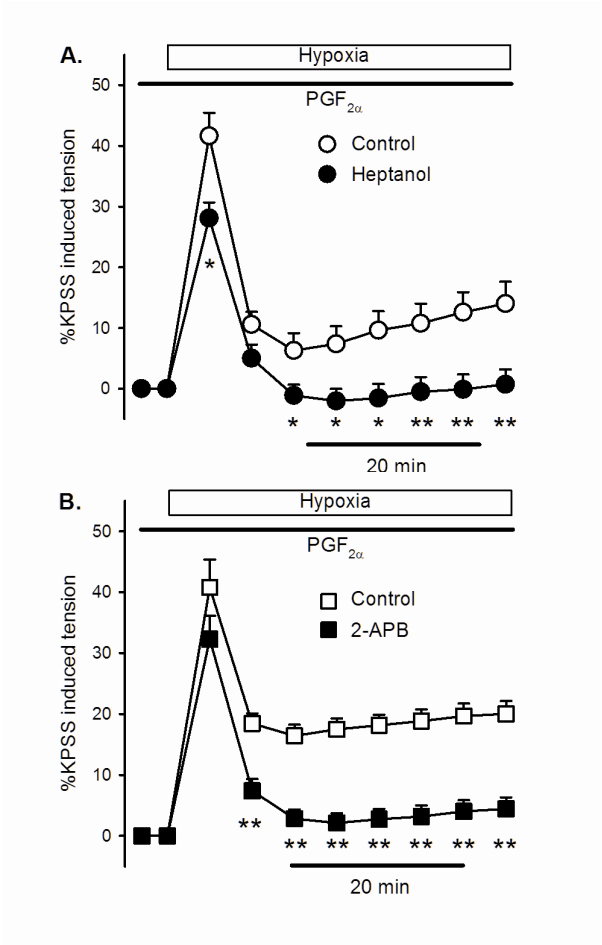 A.
Hypoxia
PGF2α
Control
Heptanol
%KPSS induced tension
50
40
30
20
10
0
*
* * * ** ** **
20 min
B.
Hypoxia
PGF2α
Control
2-APB
%KPSS induced tension
50
40
30
20
10
0
**
** ** ** ** ** **
20 min